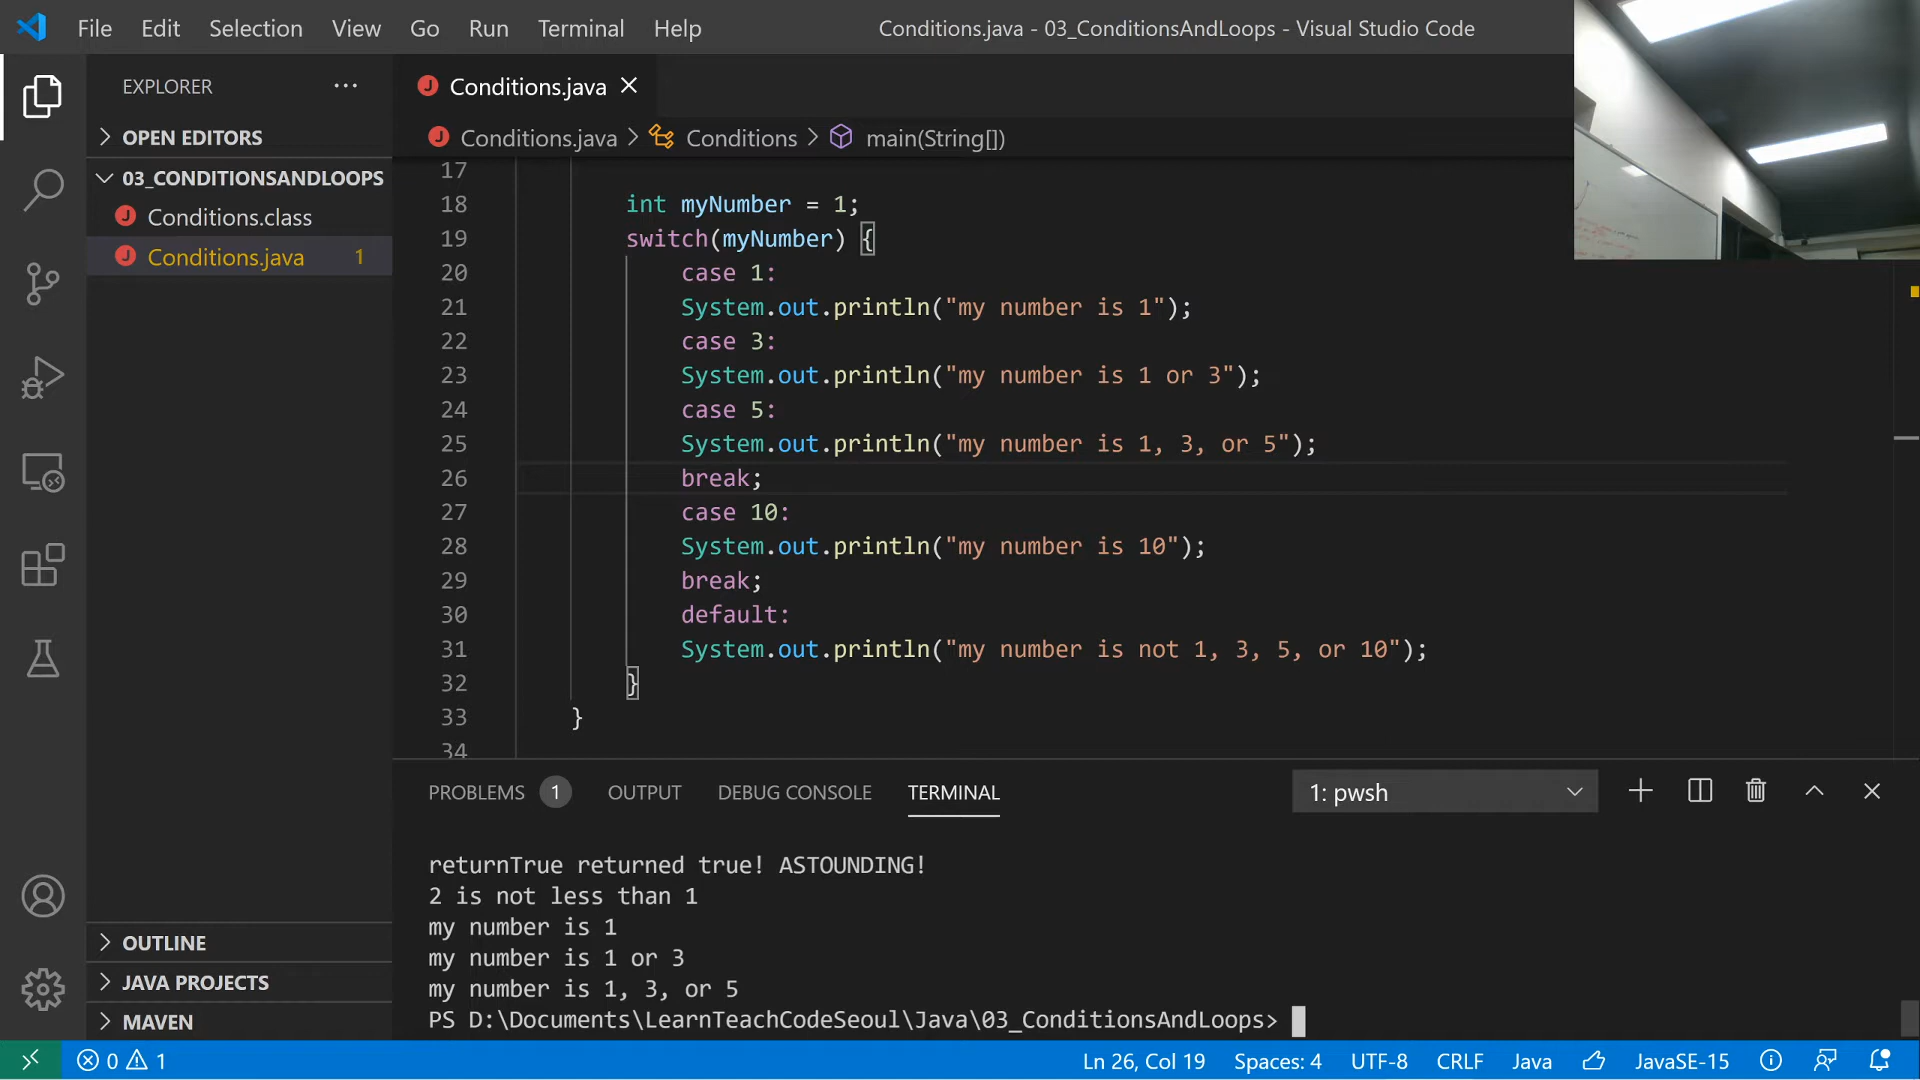 File Edit Selection View Go Run Terminal Help
Conditions.java - 03_ConditionsAndLoops - Visual Studio Code
EXPLORER
OPEN EDITORS
03_CONDITIONSANDLOOPS
Conditions.class
Conditions.java 1
OUTLINE
JAVA PROJECTS
MAVEN
Conditions.java
Conditions.java > Conditions > main(String[])
17
18 int myNumber = 1;
19 switch(myNumber) {
20 case 1:
21 System.out.println("my number is 1");
22 case 3:
23 System.out.println("my number is 1 or 3");
24 case 5:
25 System.out.println("my number is 1, 3, or 5");
26 break;
27 case 10:
28 System.out.println("my number is 10");
29 break;
30 default:
31 System.out.println("my number is not 1, 3, 5, or 10");
32 }
33 }
34
PROBLEMS 1 OUTPUT DEBUG CONSOLE TERMINAL 1: pwsh
returnTrue returned true! ASTOUNDING!
2 is not less than 1
my number is 1
my number is 1 or 3
my number is 1, 3, or 5
PS D:\Documents\LearnTeachCodeSeoul\Java\03_ConditionsAndLoops>
0 1 Ln 26, Col 19 Spaces: 4 UTF-8 CRLF Java JavaSE-15